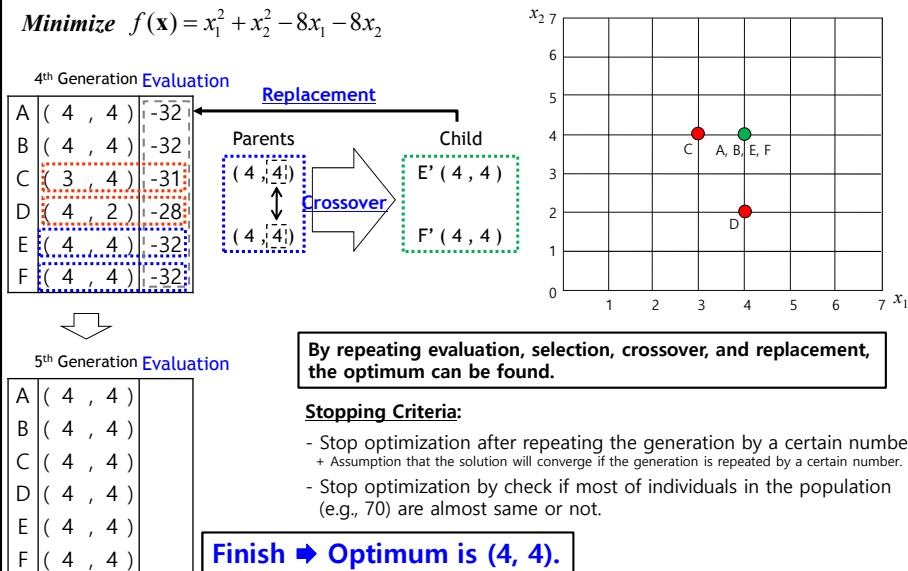 Minimize f(x) = x₁² + x₂² − 8x₁ − 8x₂
4th Generation Evaluation
A ( 4 , 4 ) -32
B ( 4 , 4 ) -32
C ( 3 , 4 ) -31
D ( 4 , 2 ) -28
E ( 4 , 4 ) -32
F ( 4 , 4 ) -32
Replacement
Parents
( 4 , 4 )
( 4 , 4 )
Crossover
Child
E' ( 4 , 4 )
F' ( 4 , 4 )
x₂ 7
6
5
4
3
2
1
0
1 2 3 4 5 6 7 x₁
C A, B, E, F
D
5th Generation Evaluation
A ( 4 , 4 )
B ( 4 , 4 )
C ( 4 , 4 )
D ( 4 , 4 )
E ( 4 , 4 )
F ( 4 , 4 )
By repeating evaluation, selection, crossover, and replacement,
the optimum can be found.
Stopping Criteria:
- Stop optimization after repeating the generation by a certain numbe
+ Assumption that the solution will converge if the generation is repeated by a certain number.
- Stop optimization by check if most of individuals in the population
(e.g., 70) are almost same or not.
Finish ➡ Optimum is (4, 4).